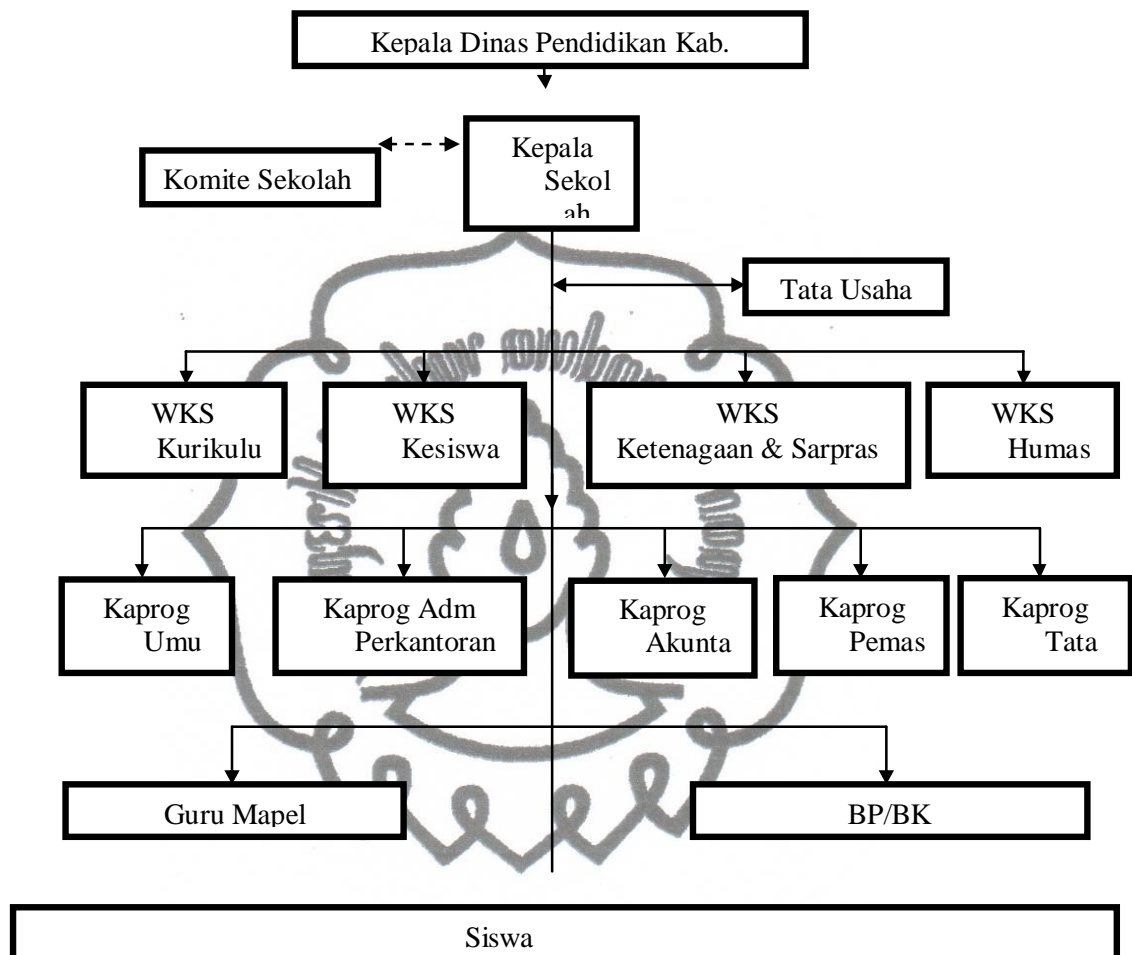 Kepala Dinas Pendidikan Kab.
Komite Sekolah
Kepala
Sekol
ah
Tata Usaha
WKS
Kurikulu
WKS
Kesiswa
WKS
Ketenagaan & Sarpras
WKS
Humas
Kaprog
Umu
Kaprog Adm
Perkantoran
Kaprog
Akunta
Kaprog
Pemas
Kaprog
Tata
Guru Mapel
BP/BK
Siswa